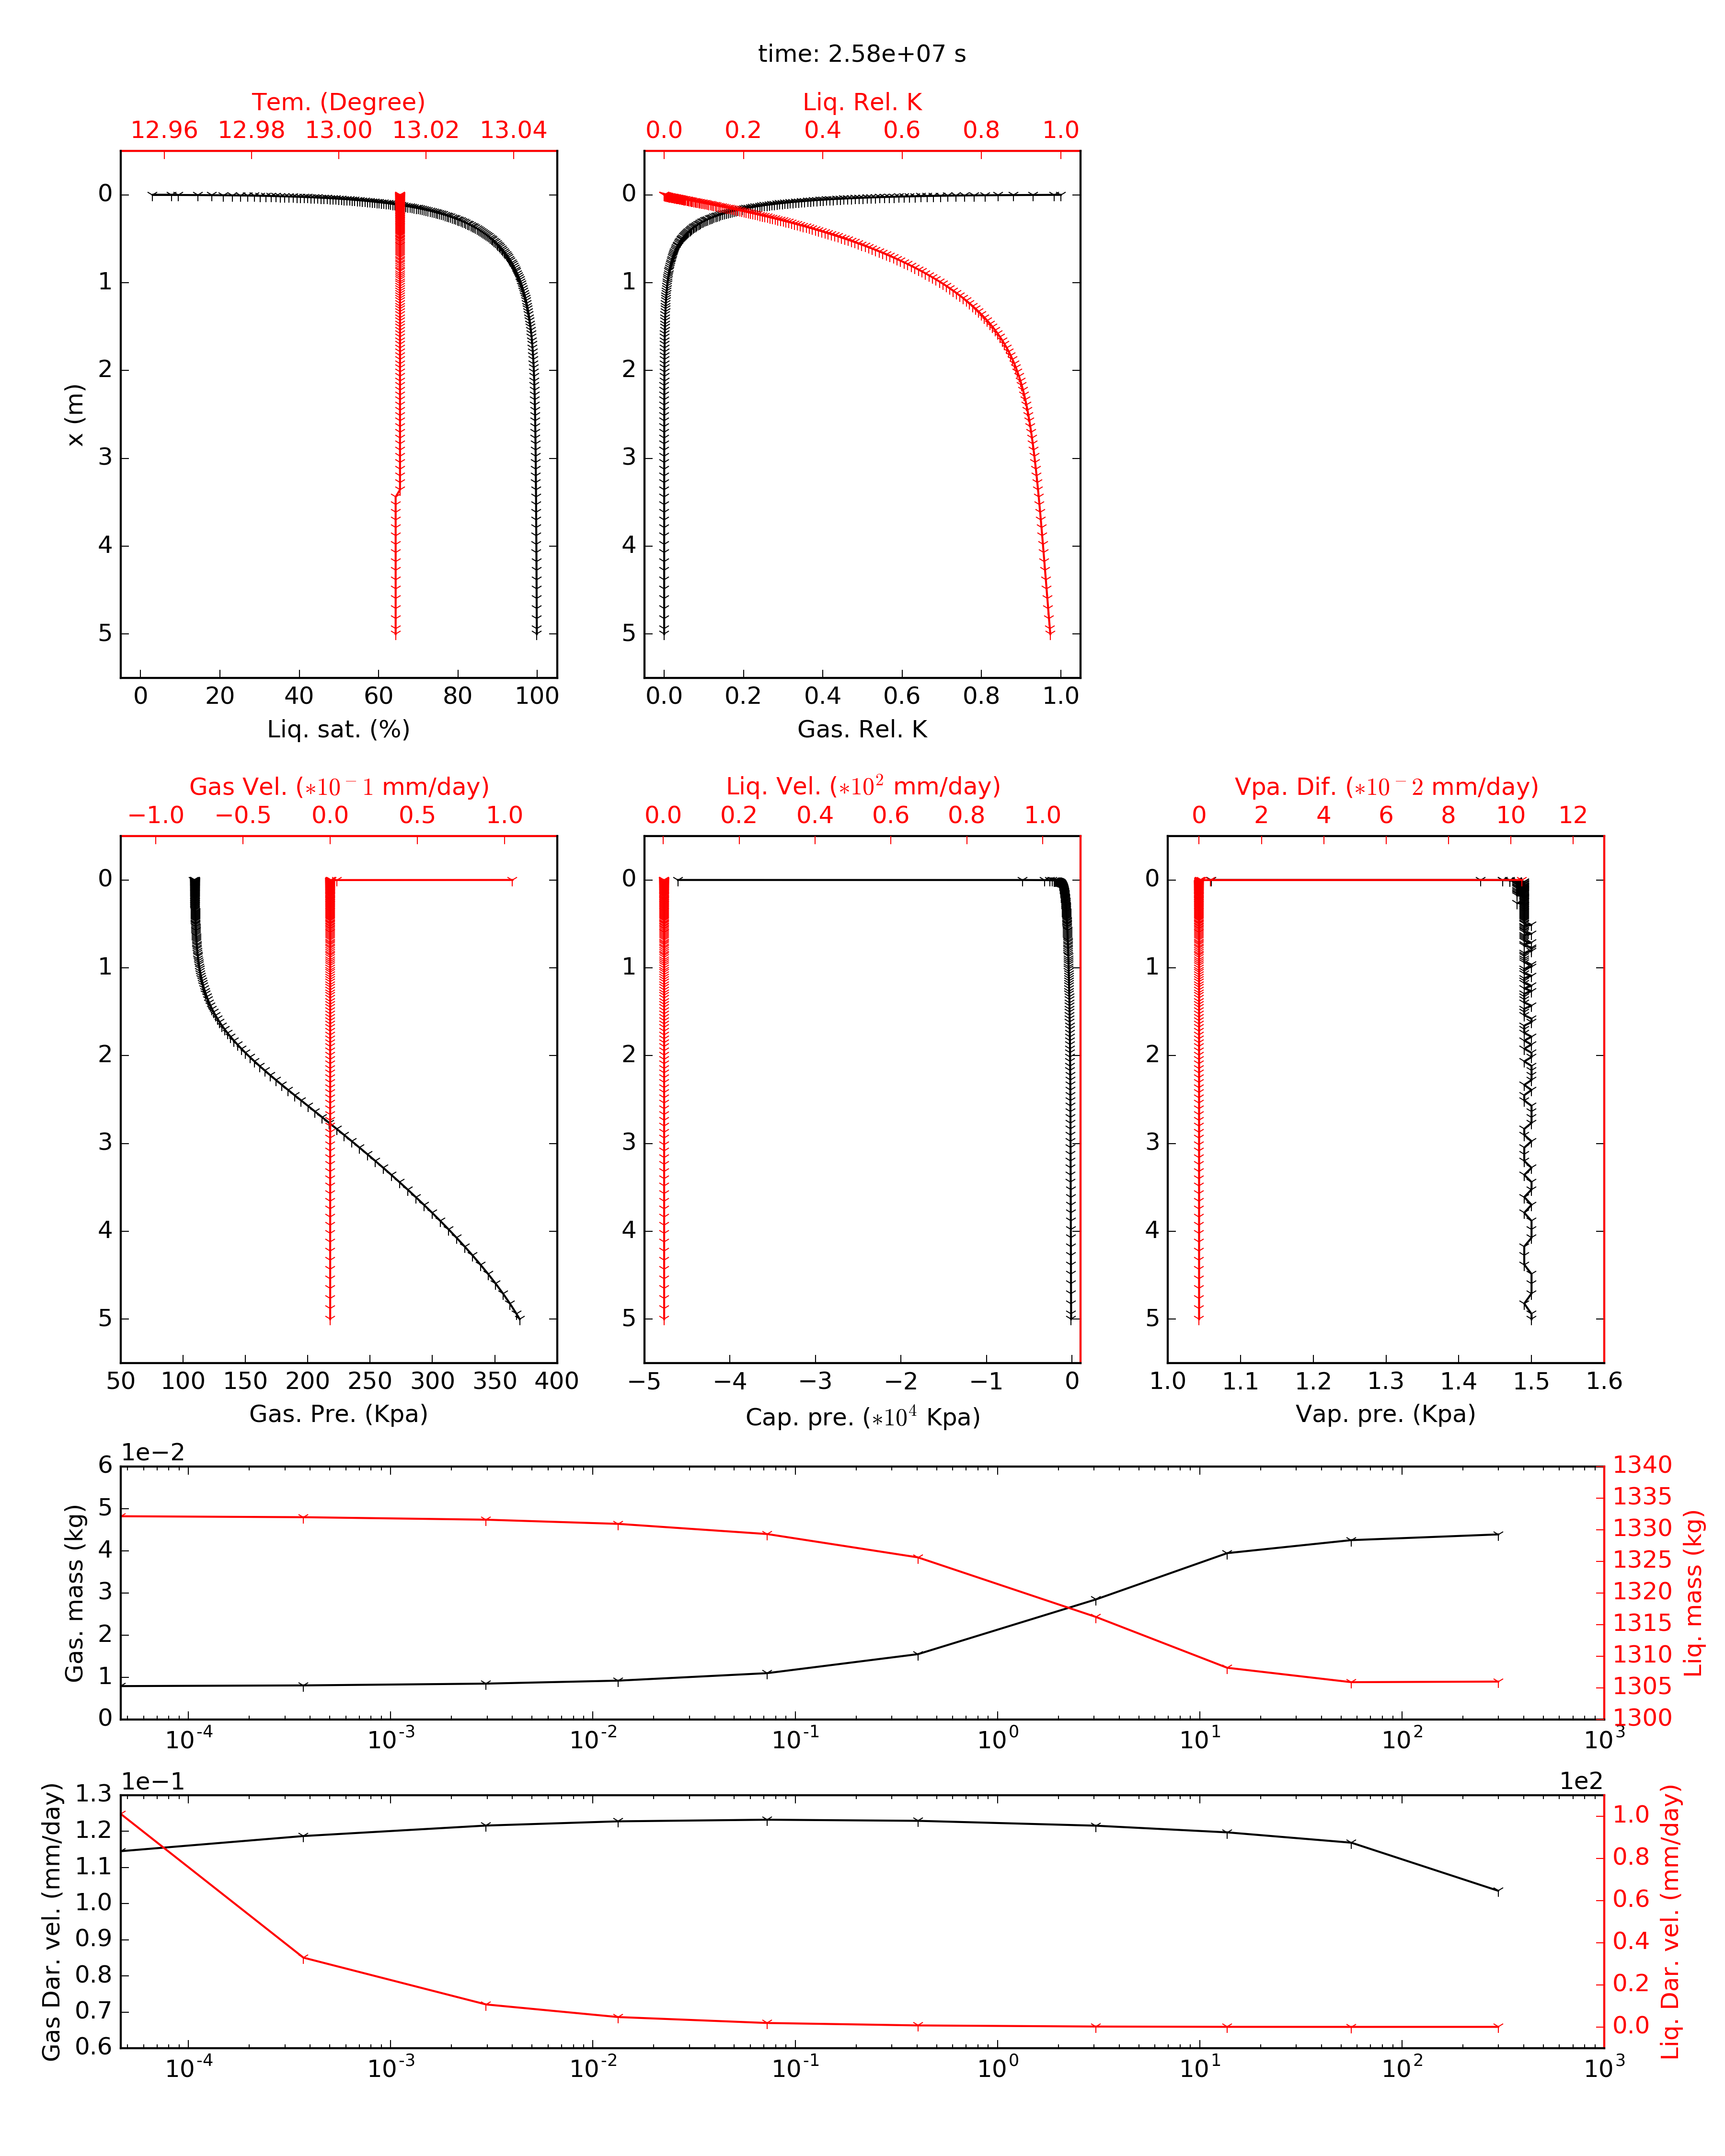 time: 2.58e+07 s
Tem. (Degree)
12.96 12.98 13.00 13.02 13.04
Liq. Rel. K
0.0 0.2 0.4 0.6 0.8 1.0
x (m)
0
1
2
3
4
5
0 20 40 60 80 100
Liq. sat. (%)
0
1
2
3
4
5
0.0 0.2 0.4 0.6 0.8 1.0
Gas. Rel. K
Gas Vel. (*10⁻1 mm/day)
−1.0 −0.5 0.0 0.5 1.0
Liq. Vel. (*10² mm/day)
0.0 0.2 0.4 0.6 0.8 1.0
Vpa. Dif. (*10⁻2 mm/day)
0 2 4 6 8 10 12
0
1
2
3
4
5
50 100 150 200 250 300 350 400
Gas. Pre. (Kpa)
0
1
2
3
4
5
−5 −4 −3 −2 −1 0
Cap. pre. (*10⁴ Kpa)
0
1
2
3
4
5
1.0 1.1 1.2 1.3 1.4 1.5 1.6
Vap. pre. (Kpa)
1e−2
Gas. mass (kg)
6
5
4
3
2
1
0
1340
1335
1330
1325
1320
1315
1310
1305
1300
Liq. mass (kg)
10⁻⁴ 10⁻³ 10⁻² 10⁻¹ 10⁰ 10¹ 10² 10³
1e−1
1e2
Gas Dar. vel. (mm/day)
1.3
1.2
1.1
1.0
0.9
0.8
0.7
0.6
1.0
0.8
0.6
0.4
0.2
0.0
Liq. Dar. vel. (mm/day)
10⁻⁴ 10⁻³ 10⁻² 10⁻¹ 10⁰ 10¹ 10² 10³